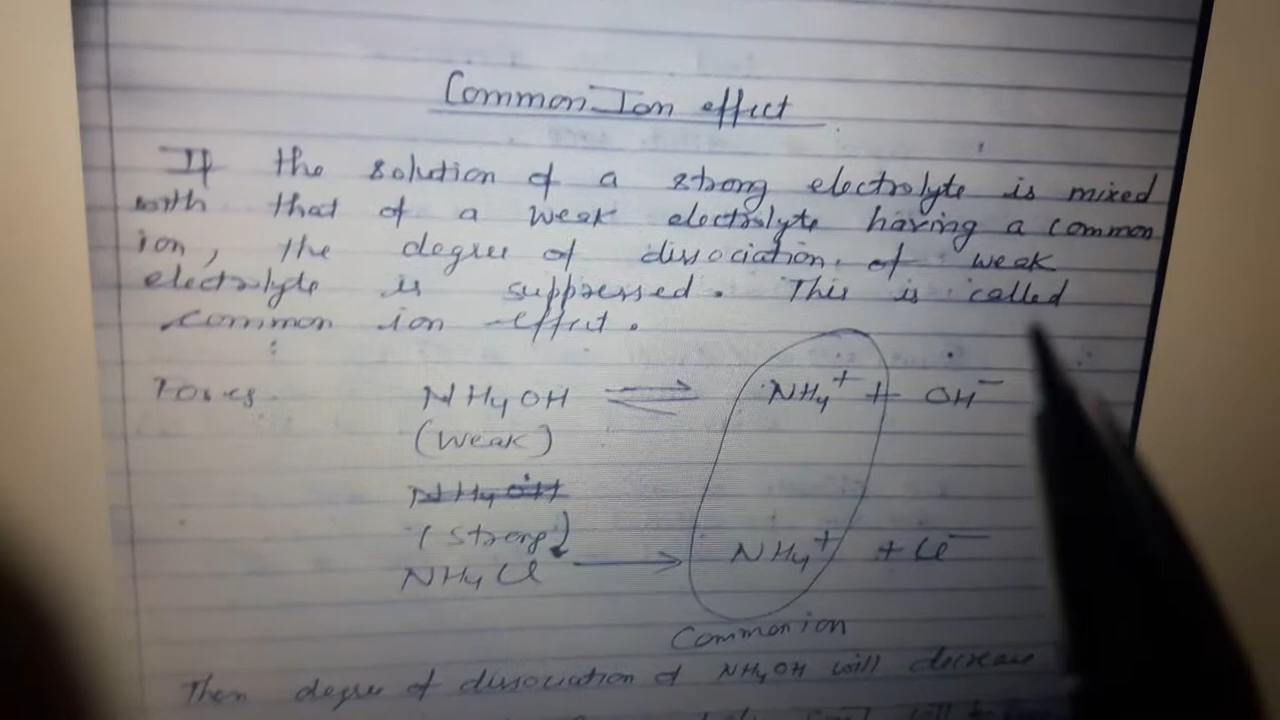 Common Ion effect
If the solution of a strong electrolyte is mixed
with that of a weak electrolyte having a common
ion, the degree of dissociation of weak
electrolyte is suppressed. This is called
common ion effect.
NH4OH ⇌ NH4+ + OH−
(Weak)
NH4OH
(Strong)
NH4Cl → NH4+ + Cl−
Common ion
Then degree of dissociation of NH4OH will decrease